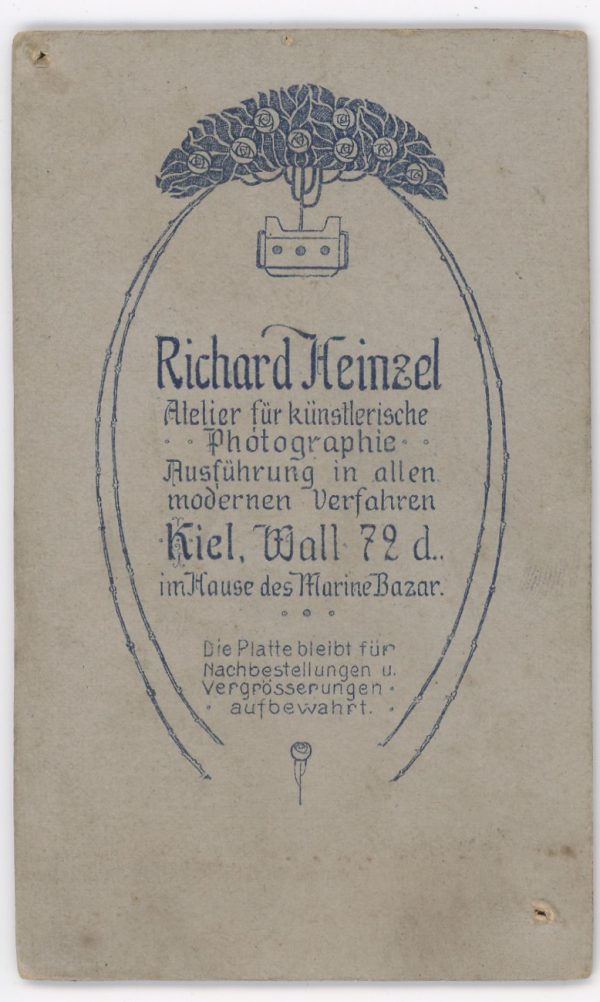 Richard Heinzel
Atelier für künstlerische
Photographie
Ausführung in allen
modernen Verfahren
Kiel, Wall 72 d.
im Hause des Marine Bazar.
Die Platte bleibt für
Nachbestellungen u.
Vergrösserungen
aufbewahrt.